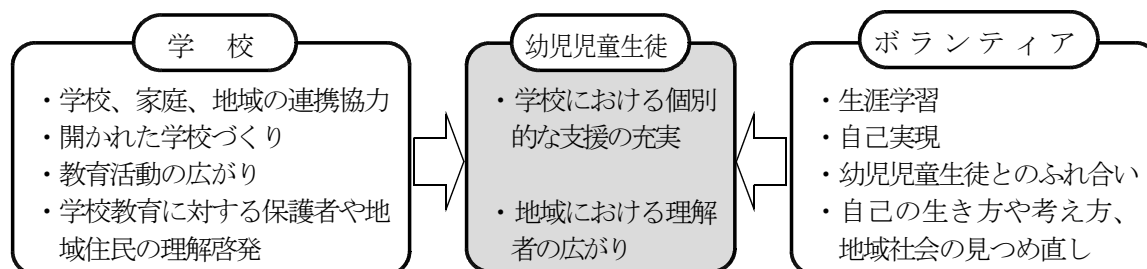 学校
・学校、家庭、地域の連携協力
・開かれた学校づくり
・教育活動の広がり
・学校教育に対する保護者や地
域住民の理解啓発
幼児児童生徒
・学校における個別
的な支援の充実
・地域における理解
者の広がり
ボランティア
・生涯学習
・自己実現
・幼児児童生徒とのふれ合い
・自己の生き方や考え方、
地域社会の見つめ直し